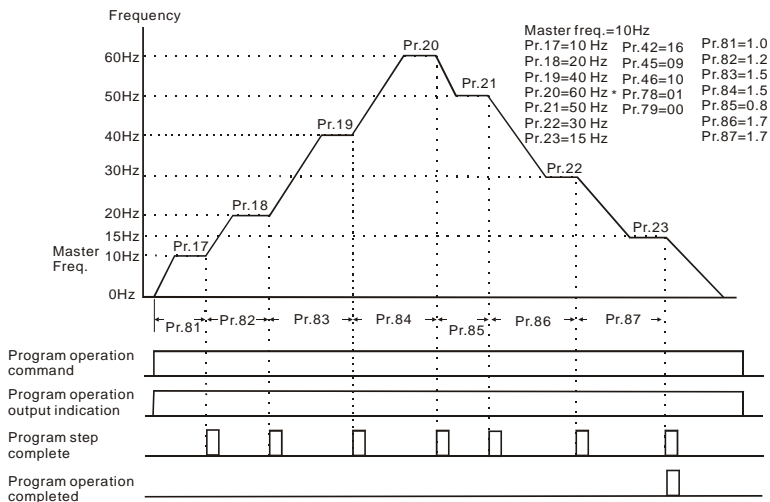 Frequency
Master freq.=10Hz
Pr.17=10 Hz
Pr.18=20 Hz
Pr.19=40 Hz
Pr.20=60 Hz
Pr.21=50 Hz
Pr.22=30 Hz
Pr.23=15 Hz
Pr.42=16
Pr.45=09
Pr.46=10
* Pr.78=01
Pr.79=00
Pr.81=1.0
Pr.82=1.2
Pr.83=1.5
Pr.84=1.5
Pr.85=0.8
Pr.86=1.7
Pr.87=1.7
60Hz
50Hz
40Hz
30Hz
20Hz
15Hz
Master
Freq.
10Hz
0Hz
Pr.17
Pr.18
Pr.19
Pr.20
Pr.21
Pr.22
Pr.23
Pr.81
Pr.82
Pr.83
Pr.84
Pr.85
Pr.86
Pr.87
Program operation
command
Program operation
output indication
Program step
complete
Program operation
completed